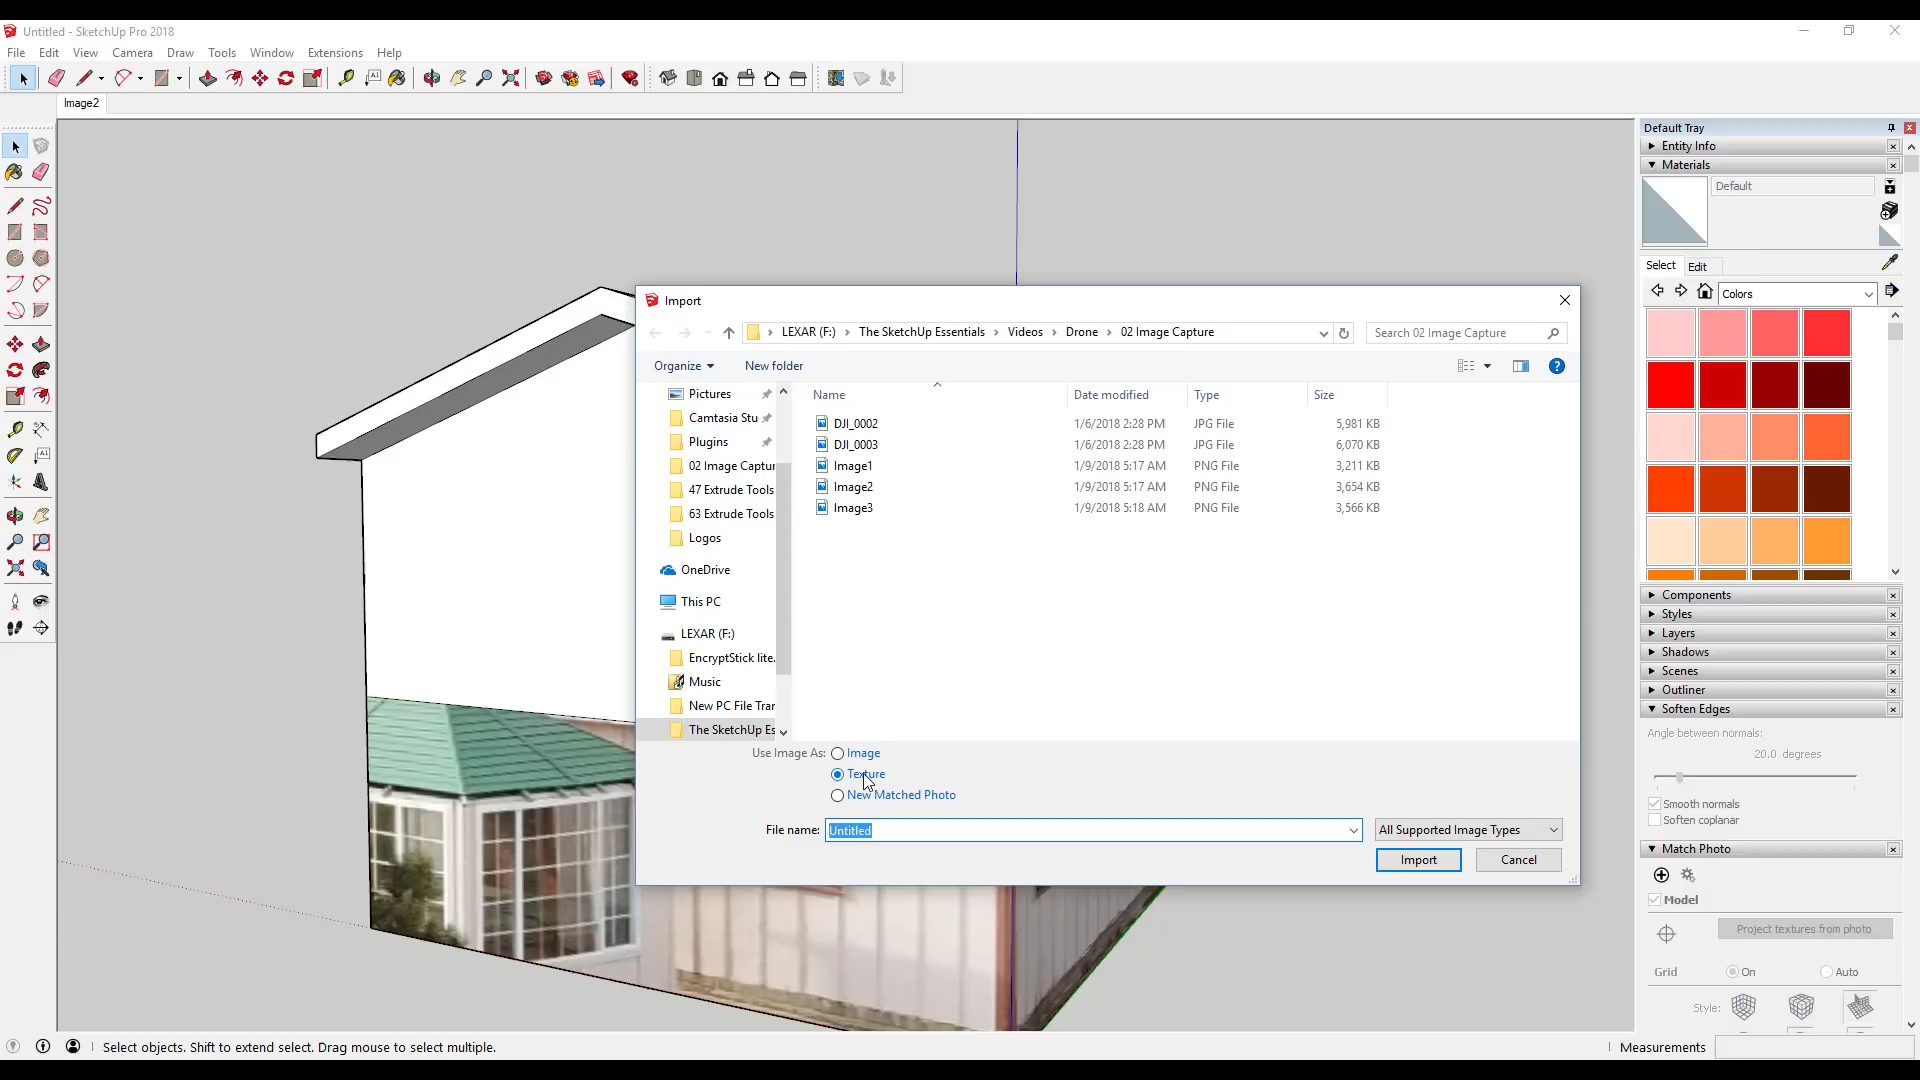 Untitled - SketchUp Pro 2018
File Edit View Camera Draw Tools Window Extensions Help
Image2
Import
LEXAR (F:) The SketchUp Essentials Videos Drone 02 Image Capture
Search 02 Image Capture
Organize New folder
Pictures
Camtasia Stu
Plugins
02 Image Captur
47 Extrude Tools
63 Extrude Tools
Logos
OneDrive
This PC
LEXAR (F:)
EncryptStick lite.
Music
New PC File Trar
The SketchUp Es
Name Date modified Type Size
DJI_0002 1/6/2018 2:28 PM JPG File 5,981 KB
DJI_0003 1/6/2018 2:28 PM JPG File 6,070 KB
Image1 1/9/2018 5:17 AM PNG File 3,211 KB
Image2 1/9/2018 5:17 AM PNG File 3,654 KB
Image3 1/9/2018 5:18 AM PNG File 3,566 KB
Use Image As: Image
Texture
New Matched Photo
File name: Untitled All Supported Image Types
Import Cancel
Default Tray
Entity Info
Materials
Default
Select Edit
Colors
Components
Styles
Layers
Shadows
Scenes
Outliner
Soften Edges
Angle between normals:
20.0 degrees
Smooth normals
Soften coplanar
Match Photo
Model
Project textures from photo
Grid On Auto
Style:
Select objects. Shift to extend select. Drag mouse to select multiple.
Measurements